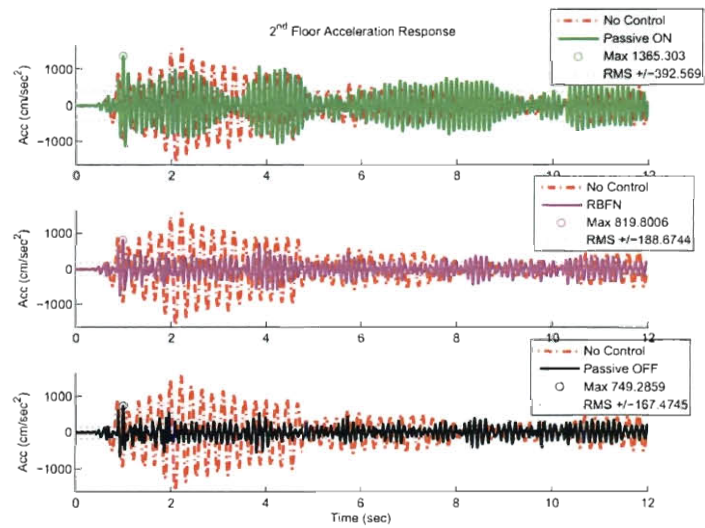 2nd Floor Acceleration Response
No Control
Passive ON
Max 1365.303
RMS +/-392.569
Acc (cm/sec2)
1000
0
-1000
0 2 4 6 8 10 12
No Control
RBFN
Max 819.8006
RMS +/-188.6744
Acc (cm/sec2)
1000
0
-1000
0 2 4 6 8 10 12
No Control
Passive OFF
Max 749.2859
RMS +/-167.4745
Acc (cm/sec2)
1000
0
-1000
0 2 4 6 8 10 12
Time (sec)